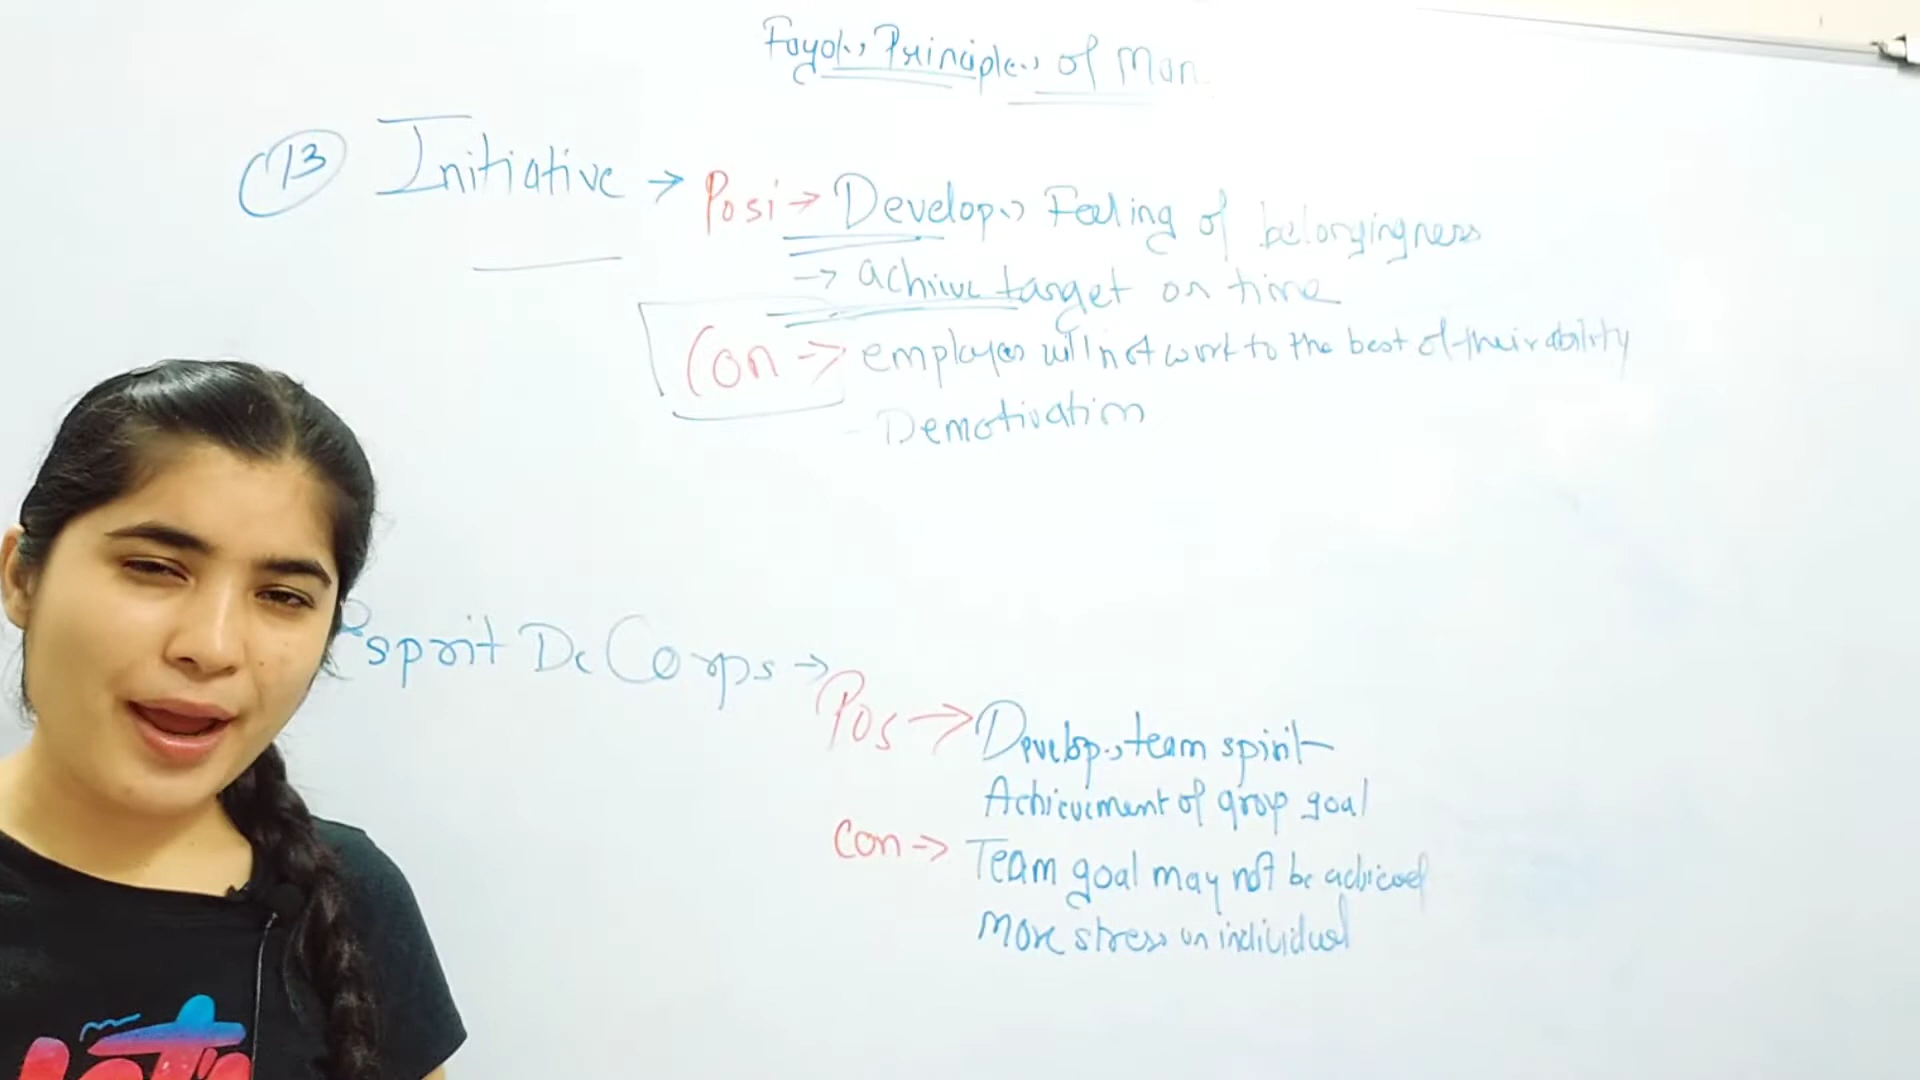 Fayol's Principles of Man
13 Initiative → Posi → Develops Feeling of belongingness
→ achieve target on time
Con → employees will not work to the best of their ability
- Demotivation
Esprit De Corps →
Pos → Develops team spirit
Achievement of group goal
Con → Team goal may not be achieved
More stress on individual
LET'S